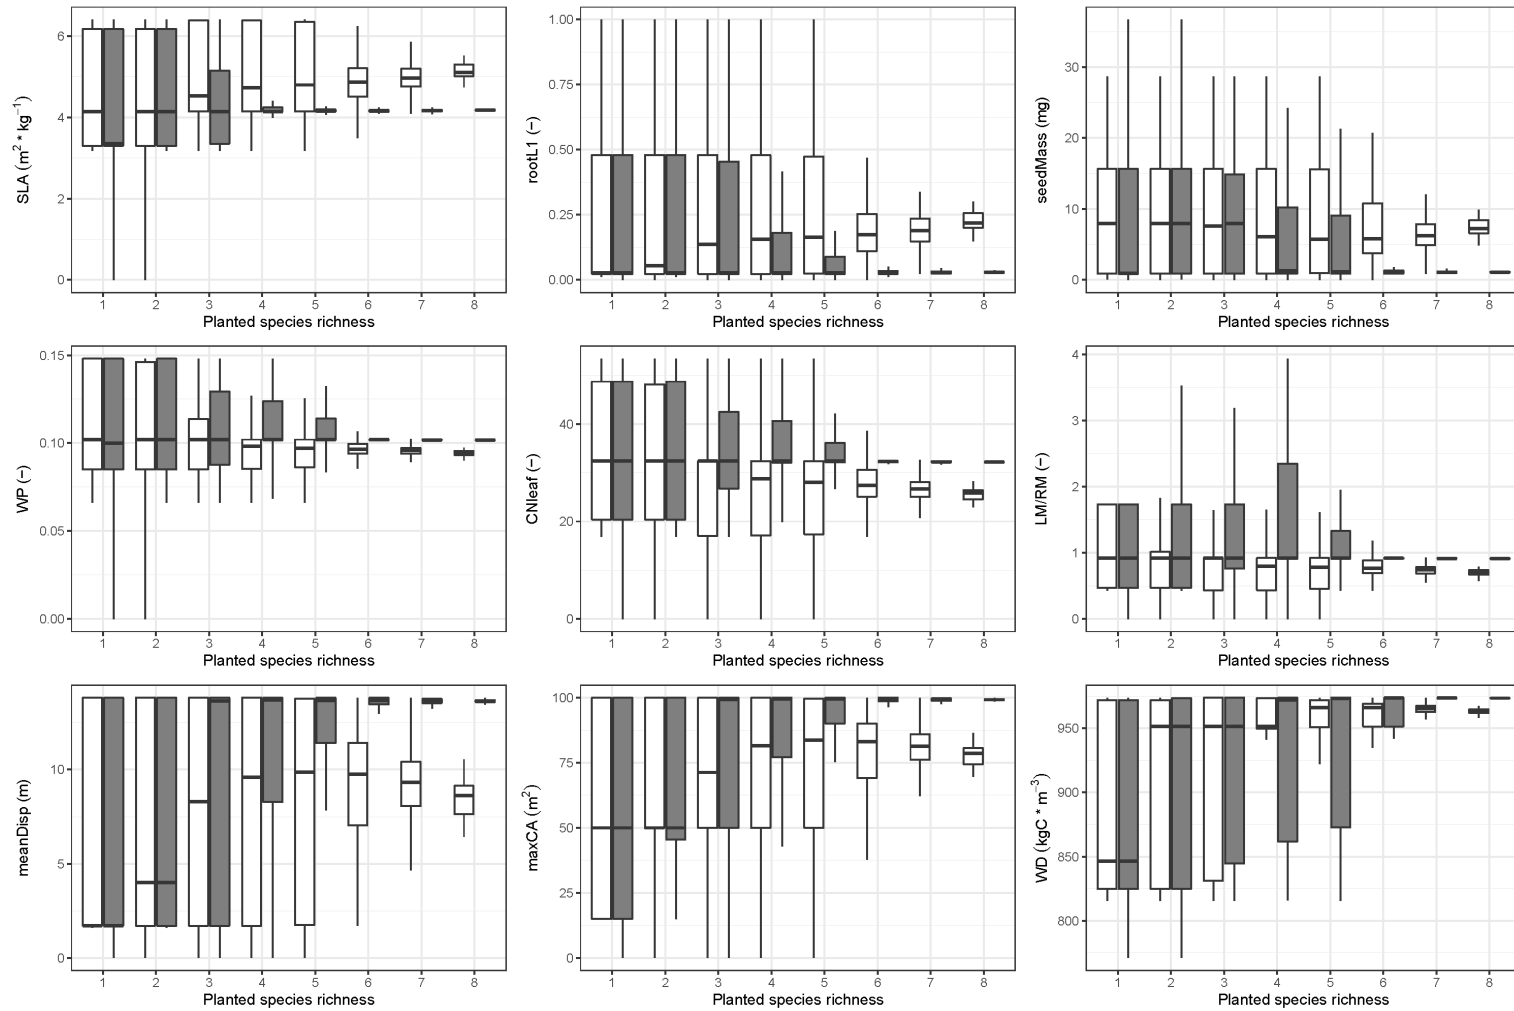 SLA (m² * kg⁻¹)
6
4
2
0
1 2 3 4 5 6 7 8
Planted species richness
rootL1 (−)
1.00
0.75
0.50
0.25
0.00
1 2 3 4 5 6 7 8
Planted species richness
seedMass (mg)
30
20
10
0
1 2 3 4 5 6 7 8
Planted species richness
WP (−)
0.15
0.10
0.05
0.00
1 2 3 4 5 6 7 8
Planted species richness
CNleaf (−)
40
20
0
1 2 3 4 5 6 7 8
Planted species richness
LM/RM (−)
4
3
2
1
0
1 2 3 4 5 6 7 8
Planted species richness
meanDisp (m)
10
5
0
1 2 3 4 5 6 7 8
Planted species richness
maxCA (m²)
100
75
50
25
0
1 2 3 4 5 6 7 8
Planted species richness
WD (kgC * m⁻³)
950
900
850
800
1 2 3 4 5 6 7 8
Planted species richness